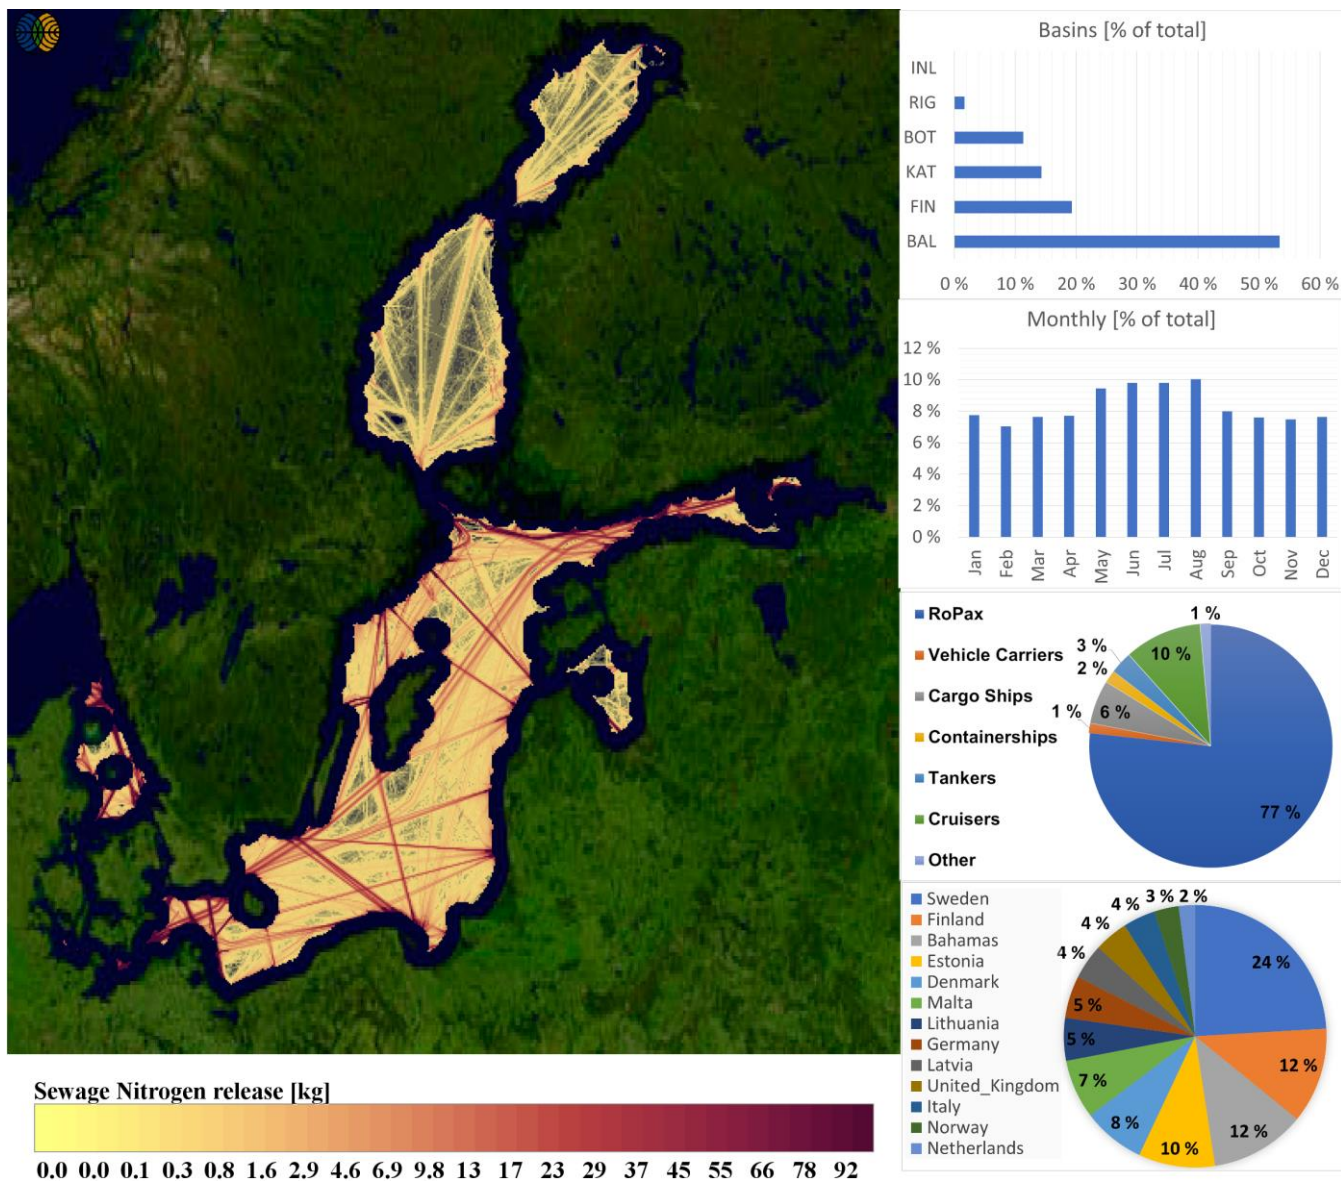 Basins [% of total]
INL
RIG
BOT
KAT
FIN
BAL
0 % 10 % 20 % 30 % 40 % 50 % 60 %
Monthly [% of total]
12 %
10 %
8 %
6 %
4 %
2 %
0 %
Jan Feb Mar Apr May Jun Jul Aug Sep Oct Nov Dec
RoPax
Vehicle Carriers
Cargo Ships
Containerships
Tankers
Cruisers
Other
1 %
3 %
10 %
2 %
1 %
6 %
77 %
Sweden
Finland
Bahamas
Estonia
Denmark
Malta
Lithuania
Germany
Latvia
United_Kingdom
Italy
Norway
Netherlands
4 % 3 % 2 %
4 %
4 %
24 %
5 %
5 %
12 %
7 %
8 %
10 %
12 %
Sewage Nitrogen release [kg]
0.0 0.0 0.1 0.3 0.8 1.6 2.9 4.6 6.9 9.8 13 17 23 29 37 45 55 66 78 92